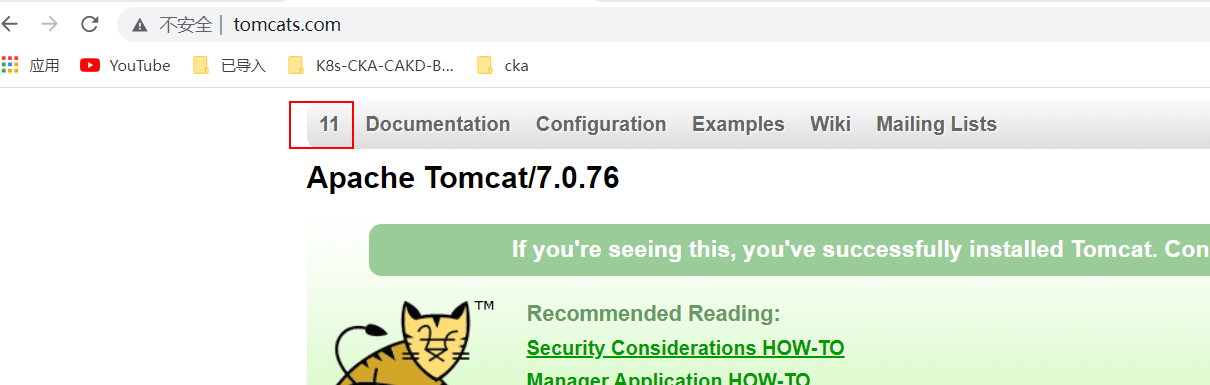 不安全 | tomcats.com
应用 YouTube 已导入 K8s-CKA-CAKD-B... cka
11 Documentation Configuration Examples Wiki Mailing Lists
Apache Tomcat/7.0.76
If you're seeing this, you've successfully installed Tomcat. Con
TM
Recommended Reading:
Security Considerations HOW-TO
Manager Application HOW-TO